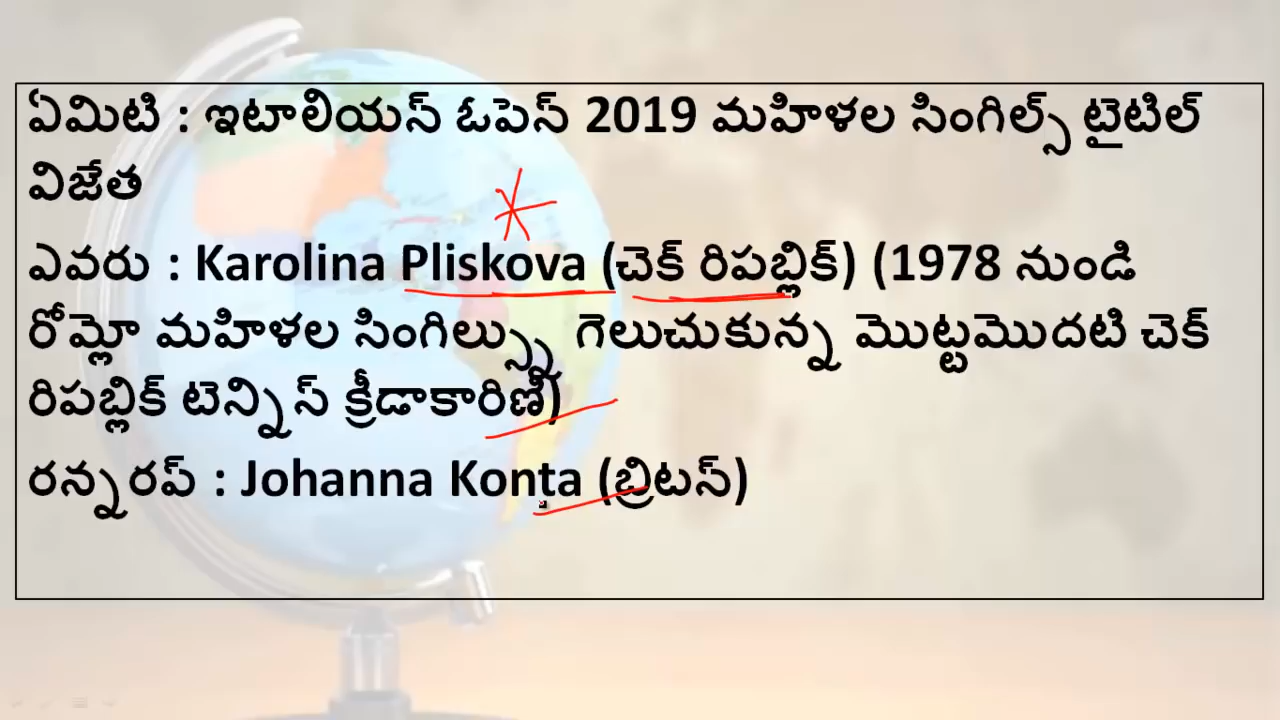 ఏమిటి : ఇటాలియన్ ఓపెన్ 2019 మహిళల సింగిల్స్ టైటిల్
విజేత
ఎవరు : Karolina Pliskova (చెక్ రిపబ్లిక్) (1978 నుండి
రోమ్లో మహిళల సింగిల్స్ను గెలుచుకున్న మొట్టమొదటి చెక్
రిపబ్లిక్ టెన్నిస్ క్రీడాకారిణి)
రన్నరప్ : Johanna Konta (బ్రిటన్)